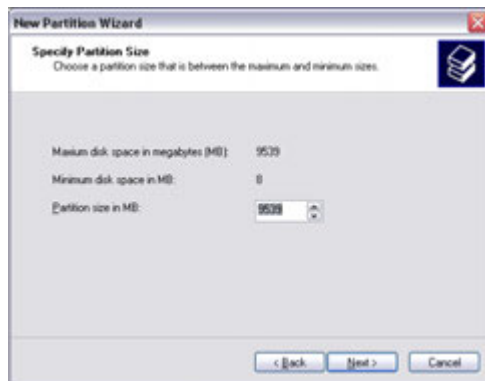 New Partition Wizard
Specify Partition Size
Choose a partition size that is between the maximum and minimum sizes.
Maxium disk space in megabytes (MB): 9539
Minimum disk space in MB: 8
Partition size in MB: 9539
< Back Next > Cancel